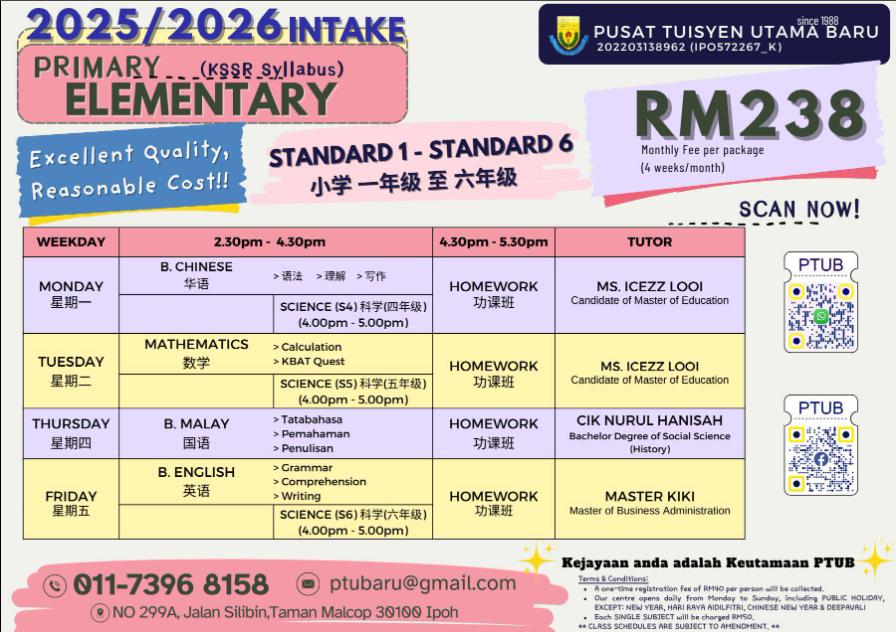 2025/2026 INTAKE
PRIMARY (KSSR Syllabus)
ELEMENTARY
since 1988
PUSAT TUISYEN UTAMA BARU
202203138962 (IPO572267_K)
Excellent Quality,
Reasonable Cost!!
STANDARD 1 - STANDARD 6
小学 一年级 至 六年级
RM238
Monthly Fee per package
(4 weeks/month)
SCAN NOW!
WEEKDAY 2.30pm - 4.30pm 4.30pm - 5.30pm TUTOR
MONDAY
星期一
B. CHINESE
华语
> 语法 > 理解 > 写作
SCIENCE (S4) 科学(四年级)
(4.00pm - 5.00pm)
HOMEWORK
功课班
MS. ICEZZ LOOI
Candidate of Master of Education
TUESDAY
星期二
MATHEMATICS
数学
> Calculation
> KBAT Quest
SCIENCE (S5) 科学(五年级)
(4.00pm - 5.00pm)
HOMEWORK
功课班
MS. ICEZZ LOOI
Candidate of Master of Education
THURSDAY
星期四
B. MALAY
国语
> Tatabahasa
> Pemahaman
> Penulisan
HOMEWORK
功课班
CIK NURUL HANISAH
Bachelor Degree of Social Science
(History)
FRIDAY
星期五
B. ENGLISH
英语
> Grammar
> Comprehension
> Writing
SCIENCE (S6) 科学(六年级)
(4.00pm - 5.00pm)
HOMEWORK
功课班
MASTER KIKI
Master of Business Administration
PTUB
PTUB
011-7396 8158
ptubaru@gmail.com
NO 299A, Jalan Silibin,Taman Malcop 30100 Ipoh
Kejayaan anda adalah Keutamaan PTUB
Terms & Conditions:
• A one-time registration fee of RM40 per person will be collected.
• Our centre opens daily from Monday to Sunday, including PUBLIC HOLIDAY,
EXCEPT: NEW YEAR, HARI RAYA AIDILFITRI, CHINESE NEW YEAR & DEEPAVALI
• Each SINGLE SUBJECT will be charged RM50.
** CLASS SCHEDULES ARE SUBJECT TO AMENDMENT. **